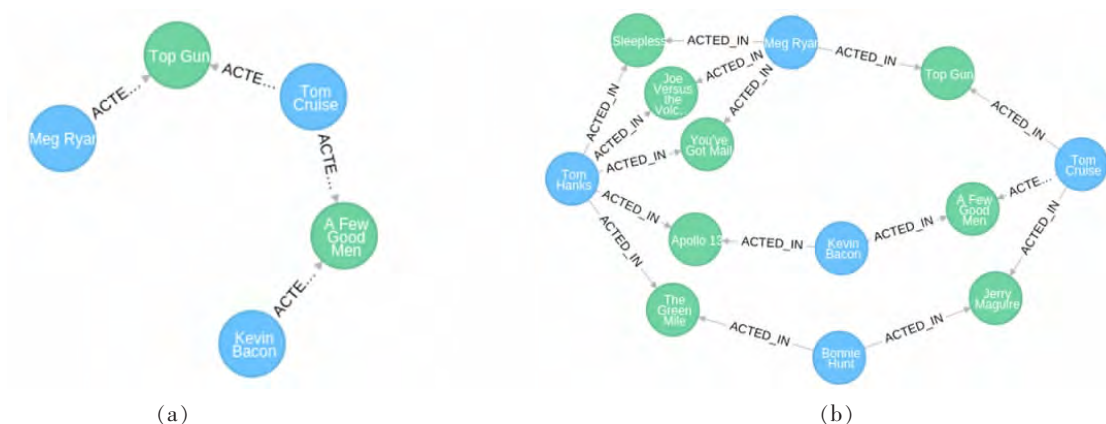 Top Gun
ACTE...
ACTE...
Tom
Cruise
Meg Ryan
ACTE...
A Few
Good
Men
ACTE...
Kevin
Bacon
(a)
Sleepless
ACTED_IN
Meg Ryan
ACTED_IN
ACTED_IN
ACTED_IN
Top Gun
Joe
Versus
the
Volc...
ACTED_IN
ACTED_IN
You've
Got Mail
ACTED_IN
ACTED_IN
Tom
Hanks
Tom
Cruise
ACTE...
ACTED_IN
A Few
Good
Men
ACTED_IN
Apollo 13
ACTED_IN
Kevin
Bacon
ACTED_IN
ACTED_IN
ACTED_IN
The
Green
Mile
Jerry
Maguire
ACTED_IN
ACTED_IN
Bonnie
Hunt
(b)